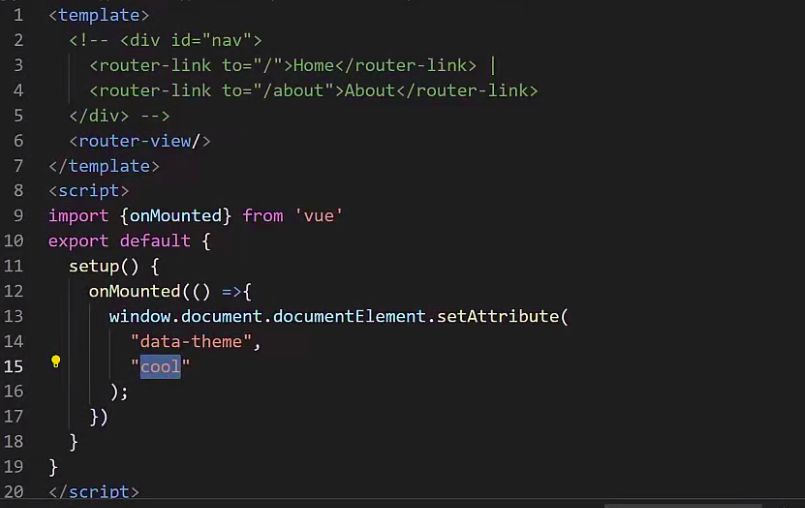 1 <template>
2 <!-- <div id="nav">
3 <router-link to="/">Home</router-link> |
4 <router-link to="/about">About</router-link>
5 </div> -->
6 <router-view/>
7 </template>
8 <script>
9 import {onMounted} from 'vue'
10 export default {
11 setup() {
12 onMounted(() =>{
13 window.document.documentElement.setAttribute(
14 "data-theme",
15 "cool"
16 );
17 })
18 }
19 }
20 </script>